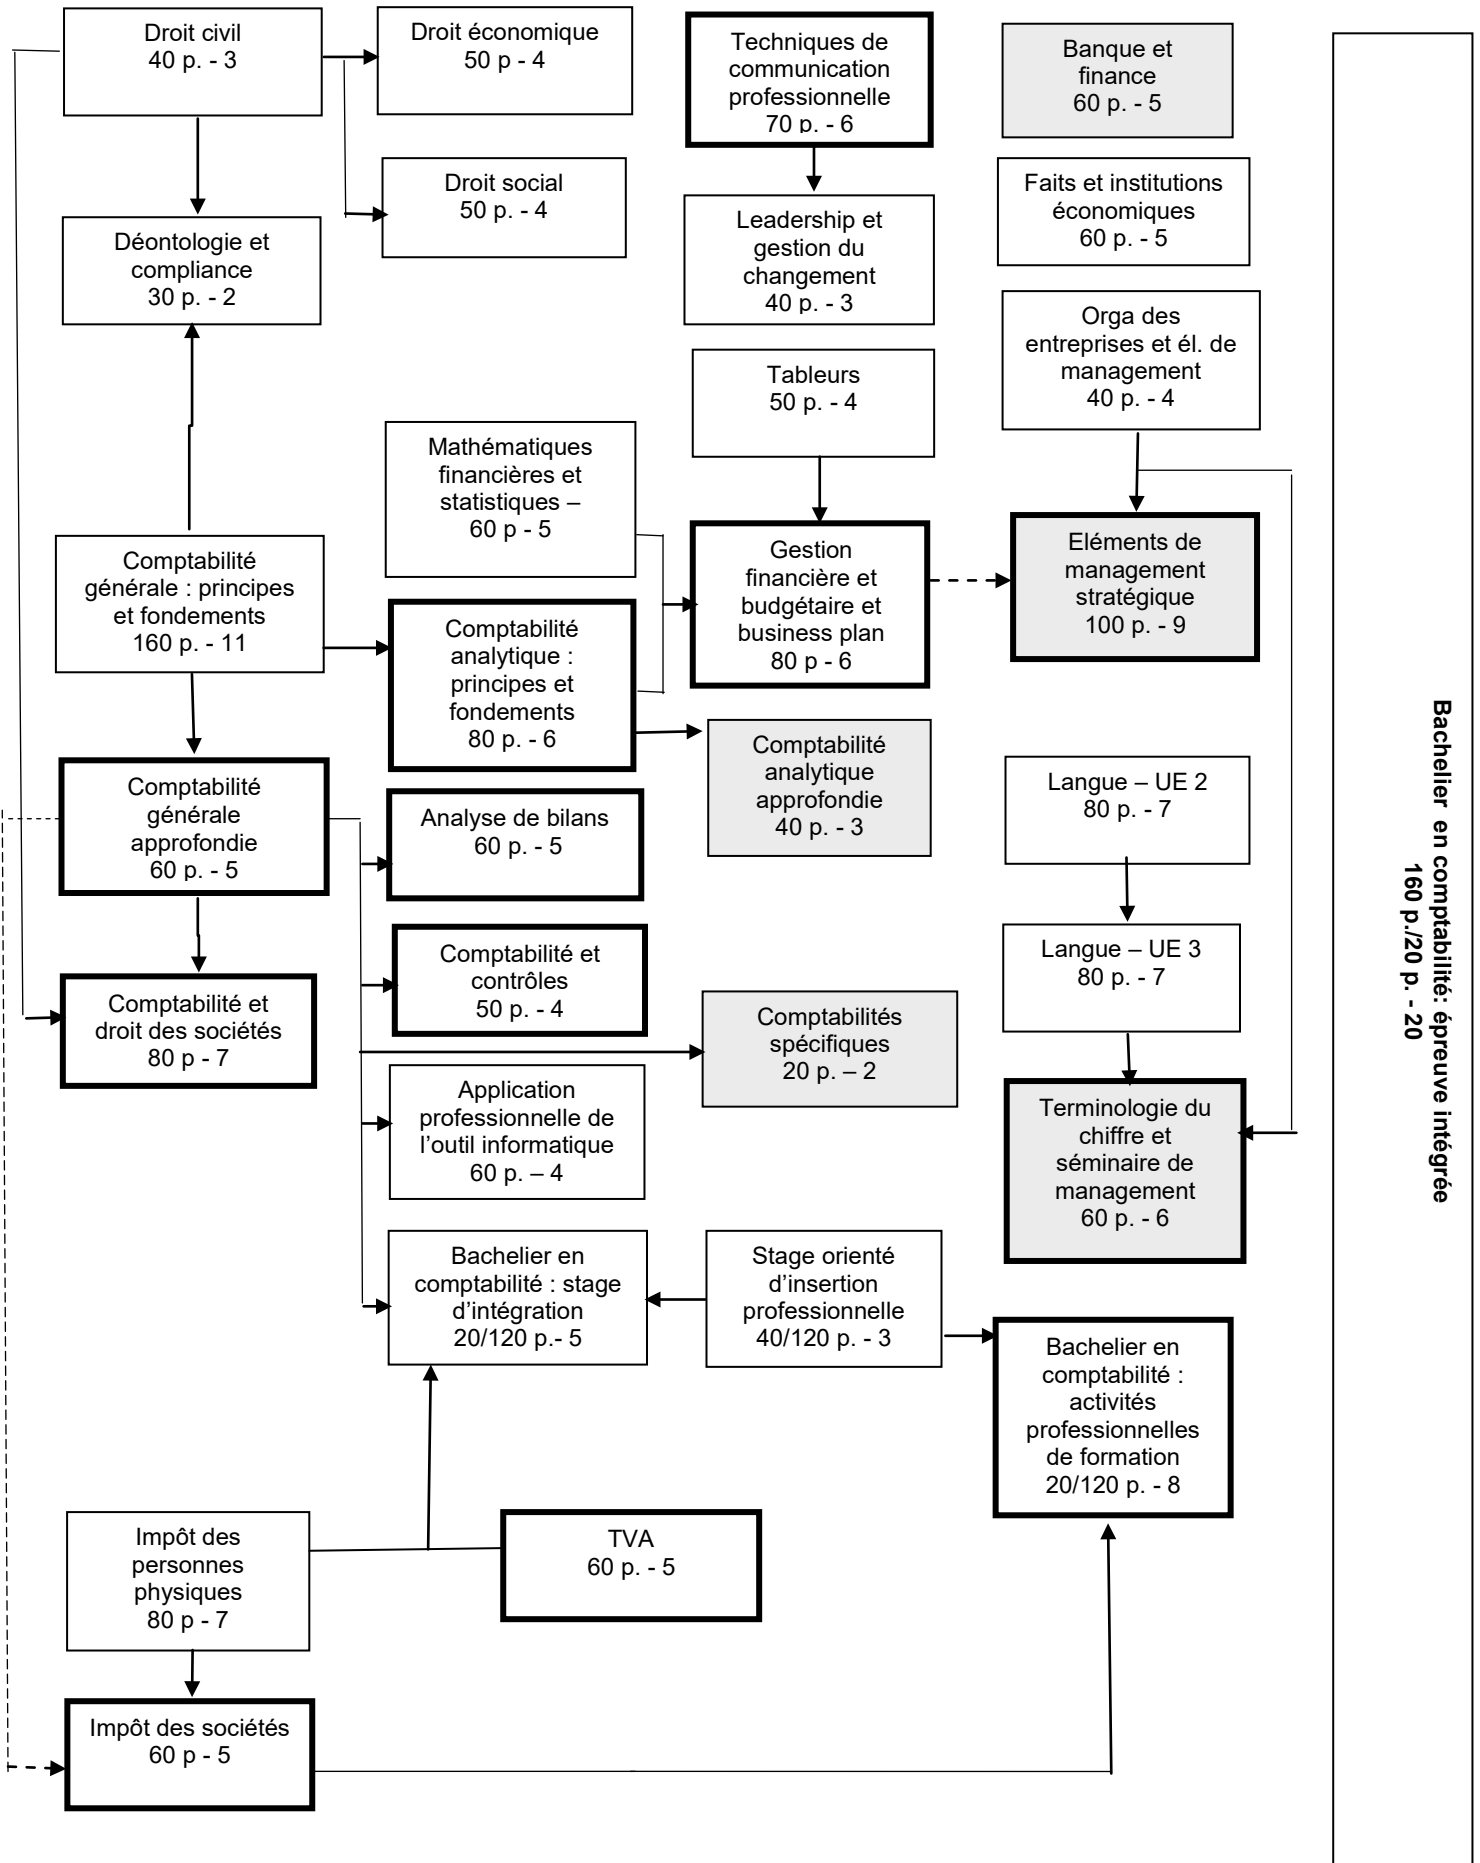 Droit civil
40 p. - 3
Droit économique
50 p - 4
Techniques de
communication
professionnelle
70 p. - 6
Banque et
finance
60 p. - 5
Droit social
50 p. - 4
Faits et institutions
économiques
60 p. - 5
Déontologie et
compliance
30 p. - 2
Leadership et
gestion du
changement
40 p. - 3
Orga des
entreprises et él. de
management
40 p. - 4
Tableurs
50 p. - 4
Mathématiques
financières et
statistiques –
60 p - 5
Comptabilité
générale : principes
et fondements
160 p. - 11
Comptabilité
analytique :
principes et
fondements
80 p. - 6
Gestion
financière et
budgétaire et
business plan
80 p - 6
Eléments de
management
stratégique
100 p. - 9
Comptabilité
analytique
approfondie
40 p. - 3
Comptabilité
générale
approfondie
60 p. - 5
Analyse de bilans
60 p. - 5
Langue – UE 2
80 p. - 7
Comptabilité et
contrôles
50 p. - 4
Langue – UE 3
80 p. - 7
Comptabilité et
droit des sociétés
80 p - 7
Comptabilités
spécifiques
20 p. – 2
Application
professionnelle de
l’outil informatique
60 p. – 4
Terminologie du
chiffre et
séminaire de
management
60 p. - 6
Bachelier en
comptabilité : stage
d’intégration
20/120 p.- 5
Stage orienté
d’insertion
professionnelle
40/120 p. - 3
Bachelier en
comptabilité :
activités
professionnelles
de formation
20/120 p. - 8
Impôt des
personnes
physiques
80 p - 7
TVA
60 p. - 5
Impôt des sociétés
60 p - 5
Bachelier en comptabilité: épreuve intégrée
160 p./20 p. - 20